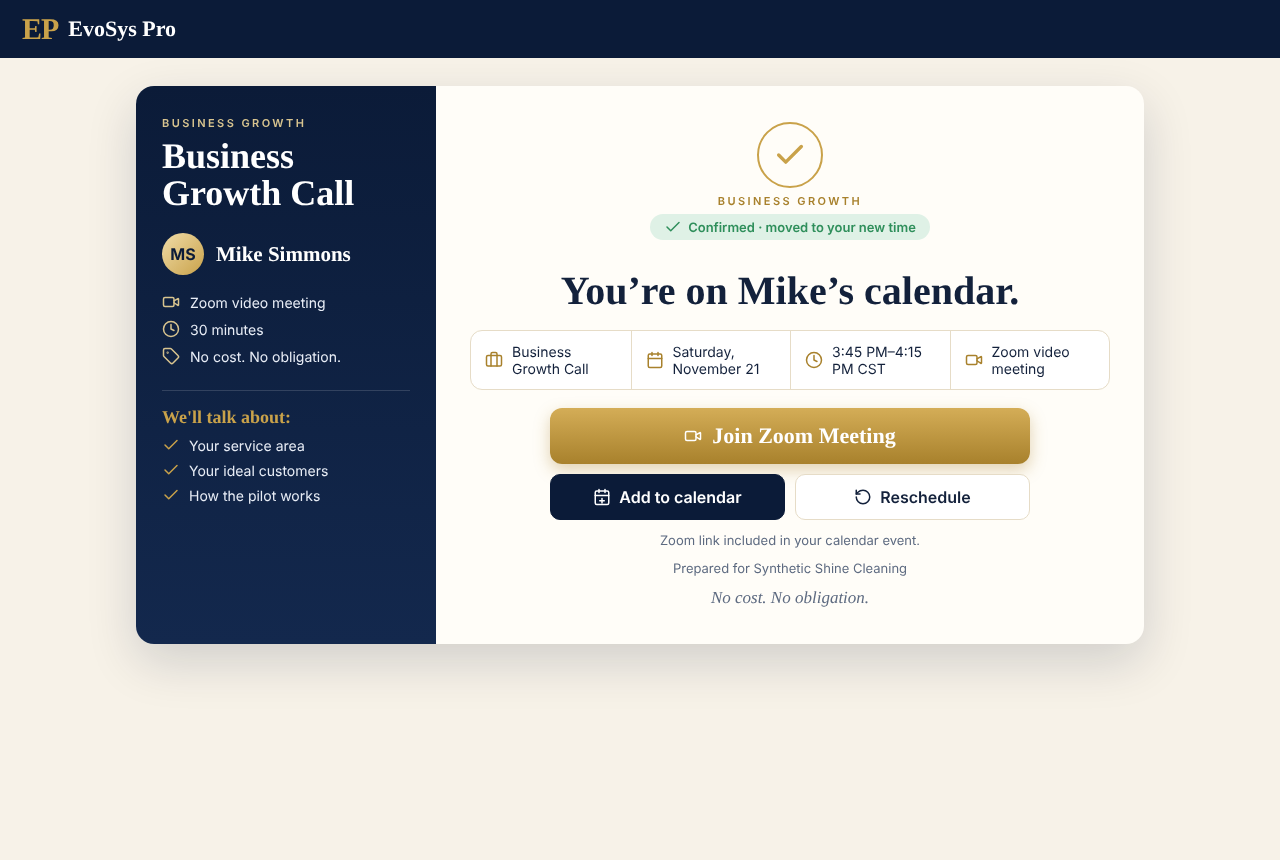 EP EvoSys Pro
BUSINESS GROWTH
Business
Growth Call
MS Mike Simmons
Zoom video meeting
30 minutes
No cost. No obligation.
We'll talk about:
Your service area
Your ideal customers
How the pilot works
BUSINESS GROWTH
Confirmed · moved to your new time
You’re on Mike’s calendar.
Business
Growth Call
Saturday,
November 21
3:45 PM–4:15
PM CST
Zoom video
meeting
Join Zoom Meeting
Add to calendar
Reschedule
Zoom link included in your calendar event.
Prepared for Synthetic Shine Cleaning
No cost. No obligation.